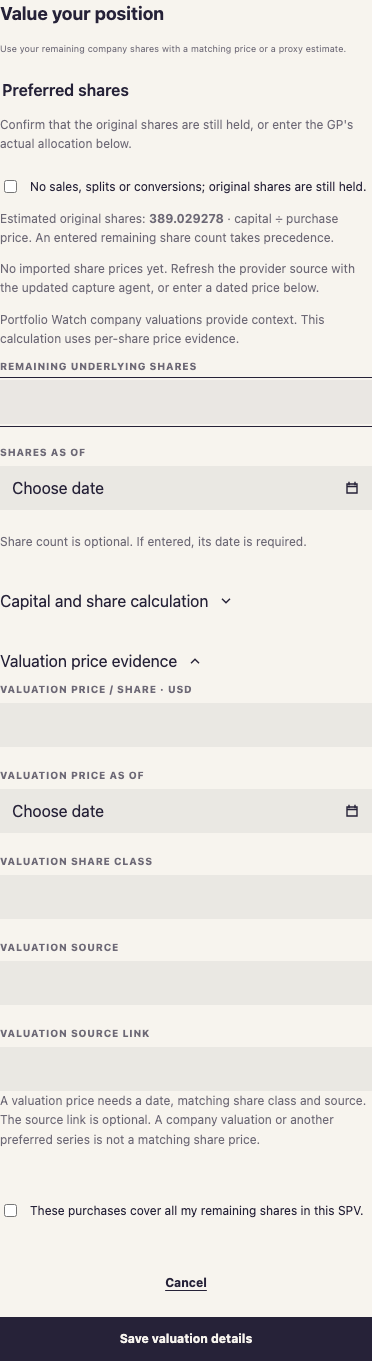 Value your position
Use your remaining company shares with a matching price or a proxy estimate.
Preferred shares
Confirm that the original shares are still held, or enter the GP's
actual allocation below.
No sales, splits or conversions; original shares are still held.
Estimated original shares: 389.029278 · capital ÷ purchase
price. An entered remaining share count takes precedence.
No imported share prices yet. Refresh the provider source with
the updated capture agent, or enter a dated price below.
Portfolio Watch company valuations provide context. This
calculation uses per-share price evidence.
REMAINING UNDERLYING SHARES
SHARES AS OF
Choose date
Share count is optional. If entered, its date is required.
Capital and share calculation
Valuation price evidence
VALUATION PRICE / SHARE · USD
VALUATION PRICE AS OF
Choose date
VALUATION SHARE CLASS
VALUATION SOURCE
VALUATION SOURCE LINK
A valuation price needs a date, matching share class and source.
The source link is optional. A company valuation or another
preferred series is not a matching share price.
These purchases cover all my remaining shares in this SPV.
Cancel
Save valuation details